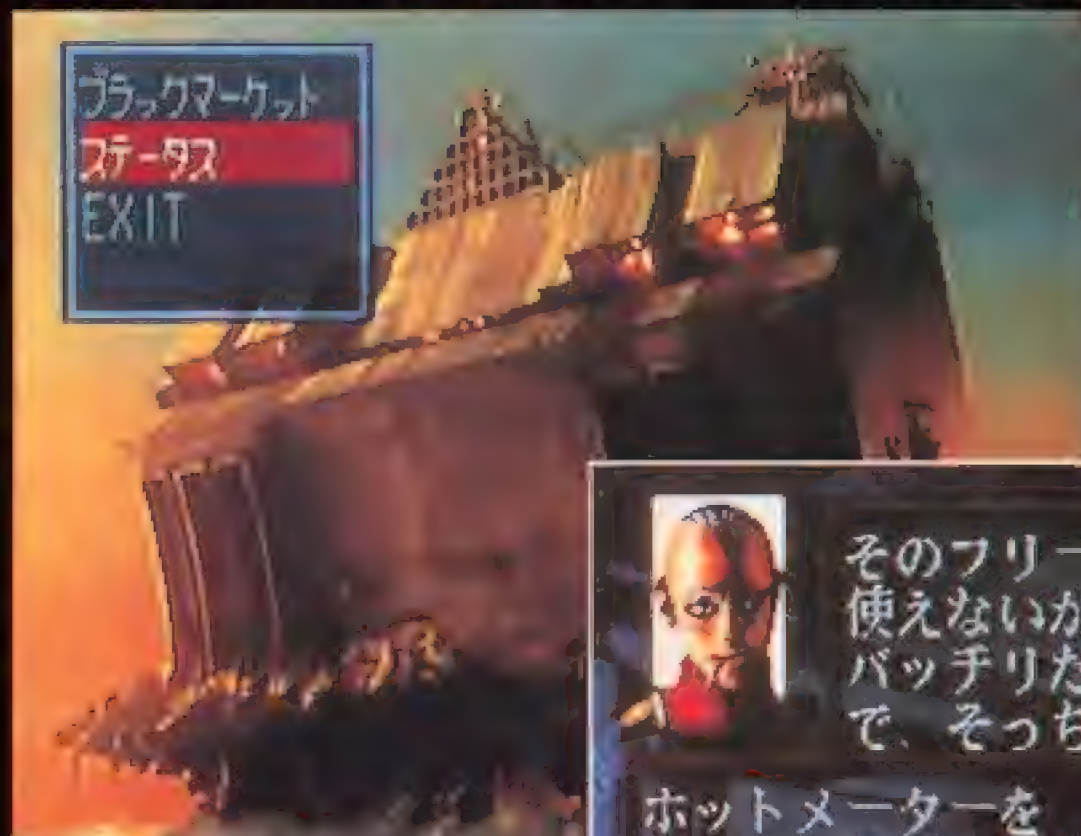 ブラックマーケット
ステータス
EXIT
そのフリー
使えないか
バッチリだ
で、そっち
ホットメーターを